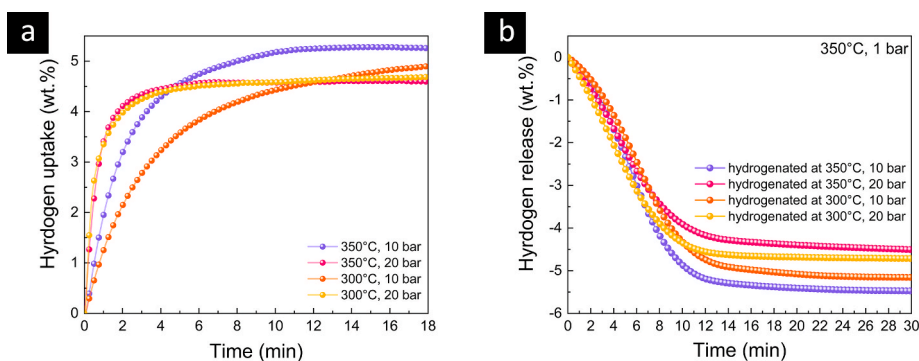 a
Hyrdogen uptake (wt.%)
5
4
3
2
1
0
350°C, 10 bar
350°C, 20 bar
300°C, 10 bar
300°C, 20 bar
0 2 4 6 8 10 12 14 16 18
Time (min)
b
350°C, 1 bar
Hyrdogen release (wt.%)
0
-1
-2
-3
-4
-5
-6
hydrogenated at 350°C, 10 bar
hydrogenated at 350°C, 20 bar
hydrogenated at 300°C, 10 bar
hydrogenated at 300°C, 20 bar
0 2 4 6 8 10 12 14 16 18 20 22 24 26 28 30
Time (min)